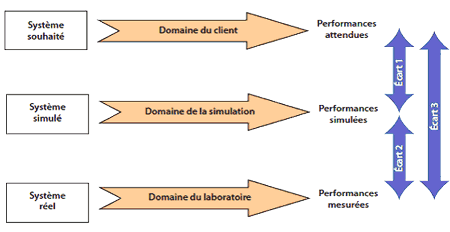 Système
souhaité
Domaine du client
Performances
attendues
Écart 1
Écart 3
Système
simulé
Domaine de la simulation
Performances
simulées
Écart 2
Système
réel
Domaine du laboratoire
Performances
mesurées